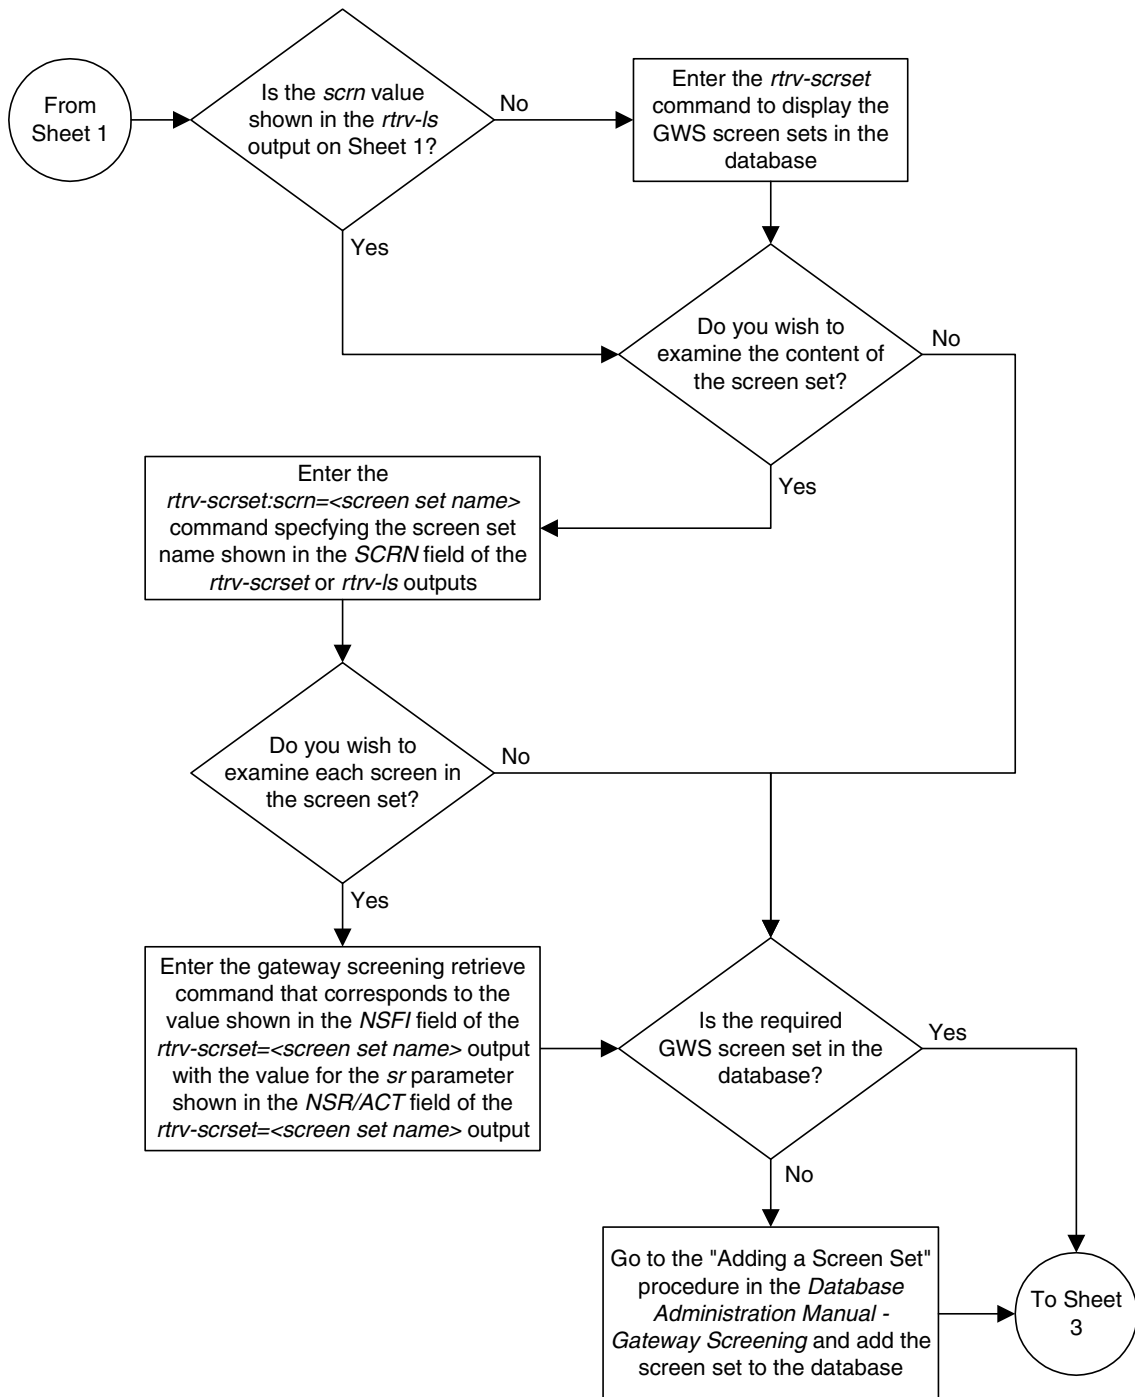 From
Sheet 1
Is the scrn value
shown in the rtrv-ls
output on Sheet 1?
No
Yes
Enter the rtrv-scrset
command to display the
GWS screen sets in the
database
Do you wish to
examine the content of
the screen set?
No
Yes
Enter the
rtrv-scrset:scrn=<screen set name>
command specfying the screen set
name shown in the SCRN field of the
rtrv-scrset or rtrv-ls outputs
Do you wish to
examine each screen in
the screen set?
No
Yes
Enter the gateway screening retrieve
command that corresponds to the
value shown in the NSFI field of the
rtrv-scrset=<screen set name> output
with the value for the sr parameter
shown in the NSR/ACT field of the
rtrv-scrset=<screen set name> output
Is the required
GWS screen set in the
database?
Yes
No
Go to the "Adding a Screen Set"
procedure in the Database
Administration Manual -
Gateway Screening and add the
screen set to the database
To Sheet
3